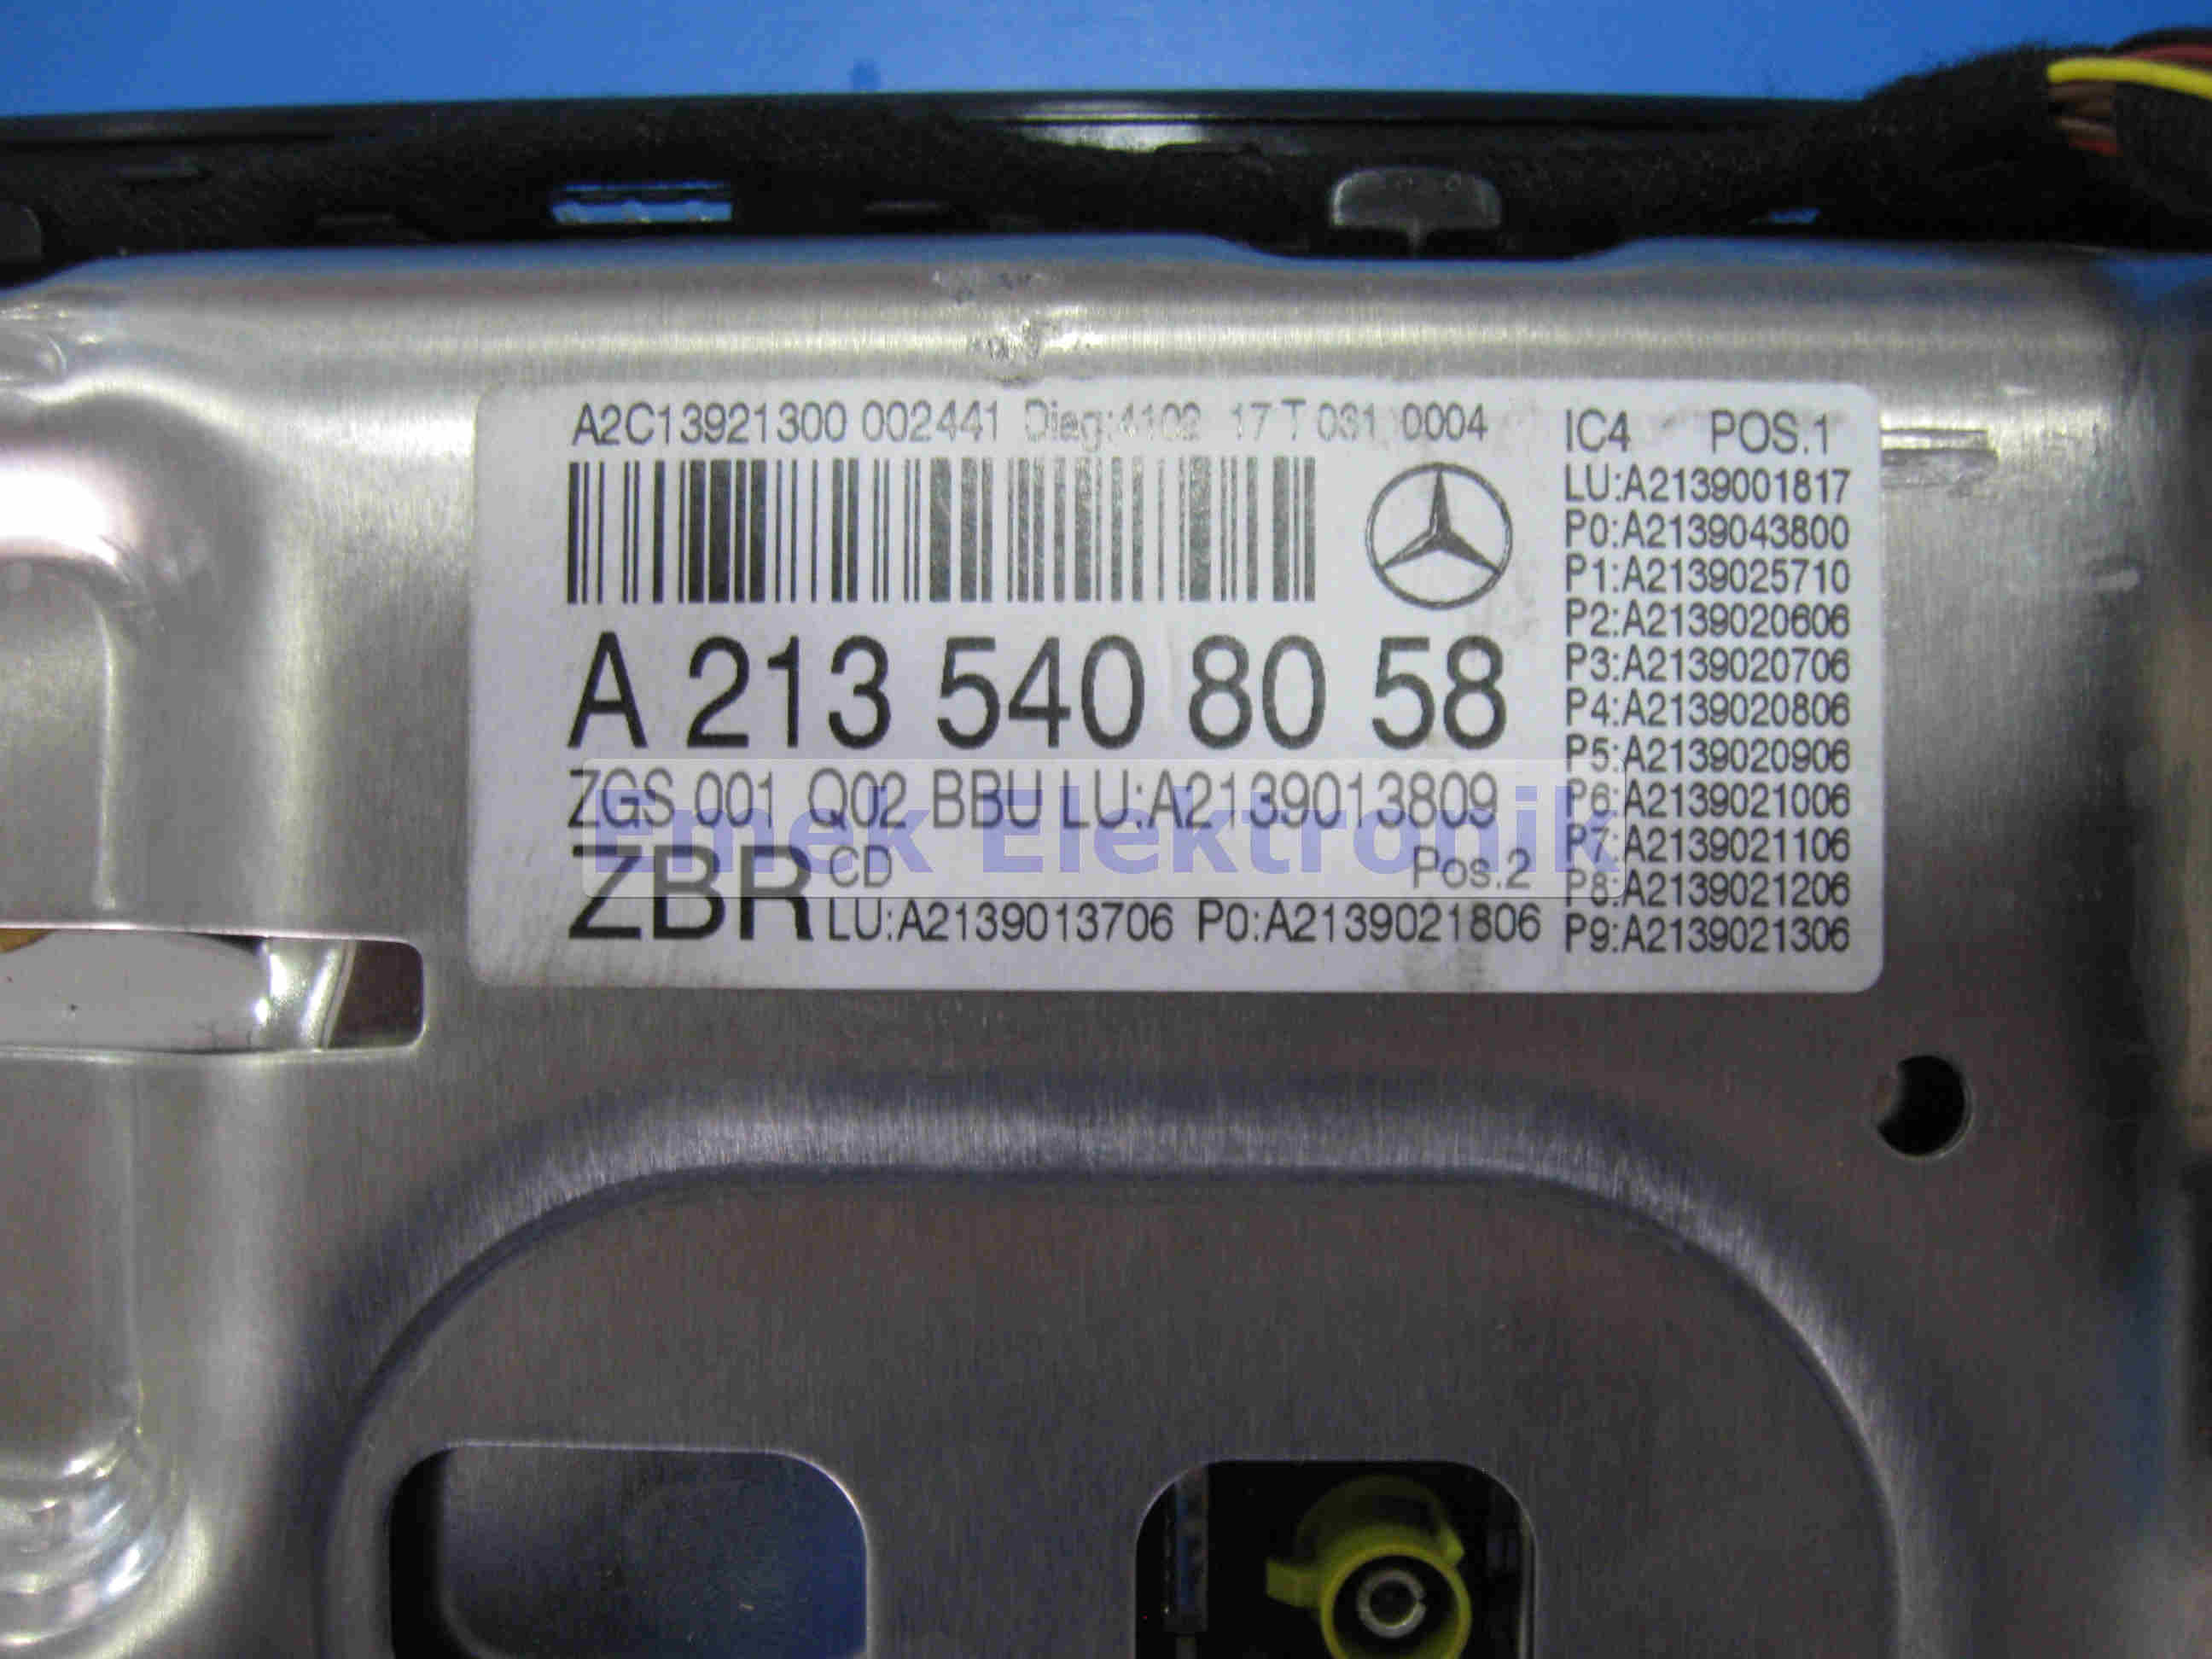 A2C13921300 002441 Diag:4102 17 T 031 0004
A 213 540 80 58
ZGS 001 Q02 BBU LU:A2139013809
ZBR CD Pos.2
LU:A2139013706 P0:A2139021806
IC4 POS.1
LU:A2139001817
P0:A2139043800
P1:A2139025710
P2:A2139020606
P3:A2139020706
P4:A2139020806
P5:A2139020906
P6:A2139021006
P7:A2139021106
P8:A2139021206
P9:A2139021306
Emek Elektronik